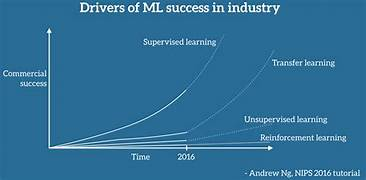 Drivers of ML success in industry
Supervised learning
Transfer learning
Commercial
success
Unsupervised learning
Reinforcement learning
Time
2016
- Andrew Ng, NIPS 2016 tutorial